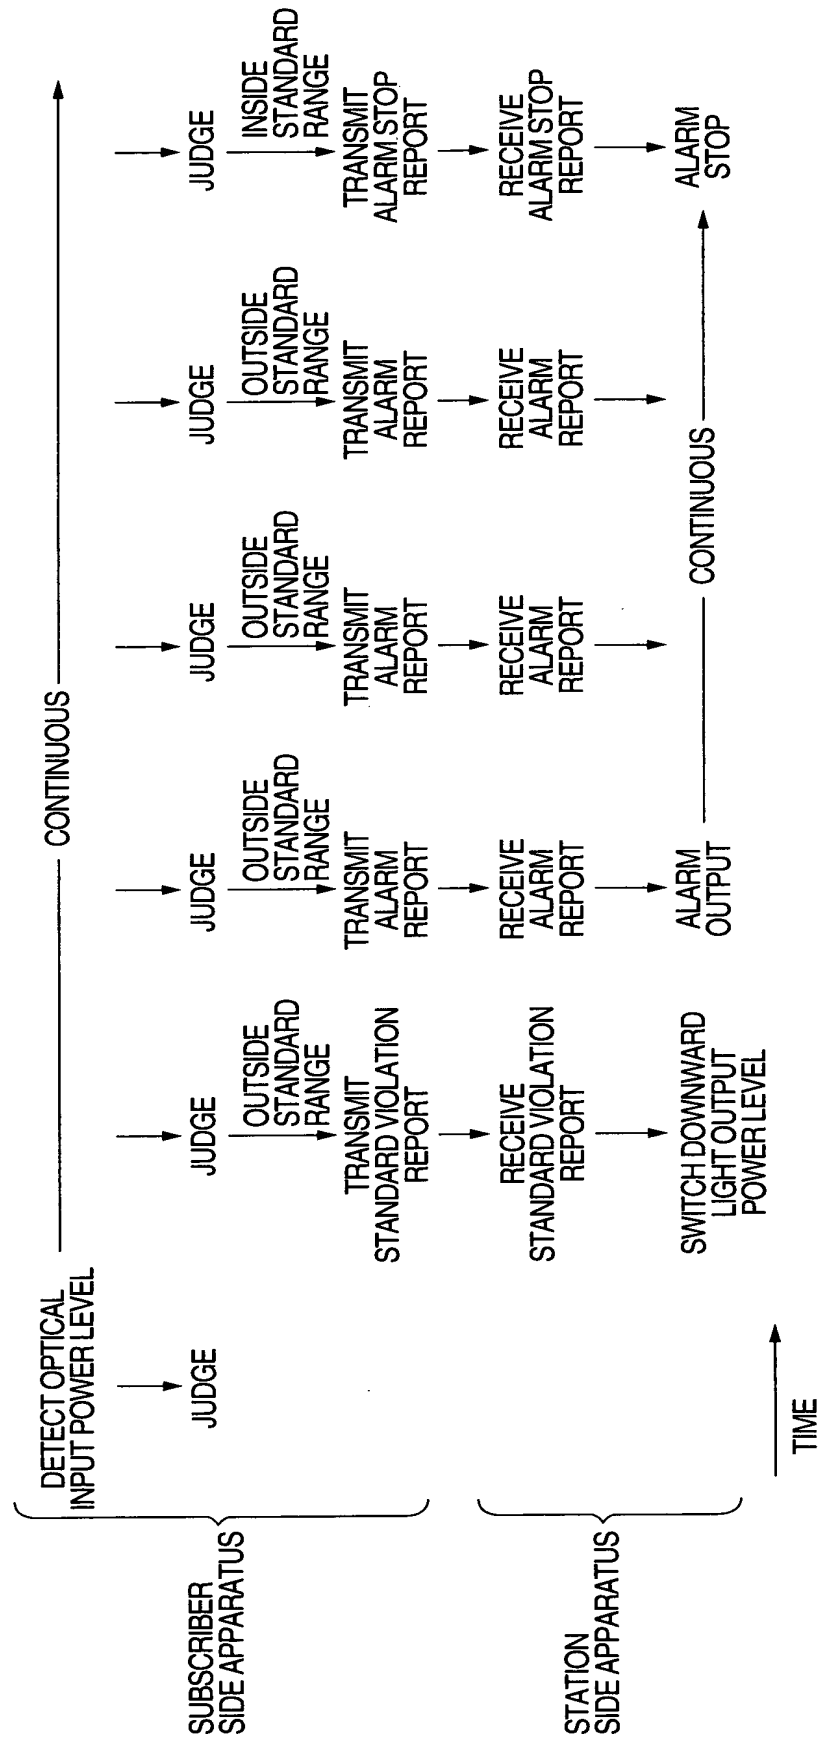 SUBSCRIBER
SIDE APPARATUS
DETECT OPTICAL
INPUT POWER LEVEL
CONTINUOUS
JUDGE
JUDGE
OUTSIDE
STANDARD
RANGE
TRANSMIT
STANDARD VIOLATION
REPORT
JUDGE
OUTSIDE
STANDARD
RANGE
TRANSMIT
ALARM
REPORT
JUDGE
OUTSIDE
STANDARD
RANGE
TRANSMIT
ALARM
REPORT
JUDGE
OUTSIDE
STANDARD
RANGE
TRANSMIT
ALARM
REPORT
JUDGE
INSIDE
STANDARD
RANGE
TRANSMIT
ALARM STOP
REPORT
STATION
SIDE APPARATUS
RECEIVE
STANDARD VIOLATION
REPORT
SWITCH DOWNWARD
LIGHT OUTPUT
POWER LEVEL
RECEIVE
ALARM
REPORT
ALARM
OUTPUT
RECEIVE
ALARM
REPORT
CONTINUOUS
RECEIVE
ALARM
REPORT
RECEIVE
ALARM STOP
REPORT
ALARM
STOP
TIME